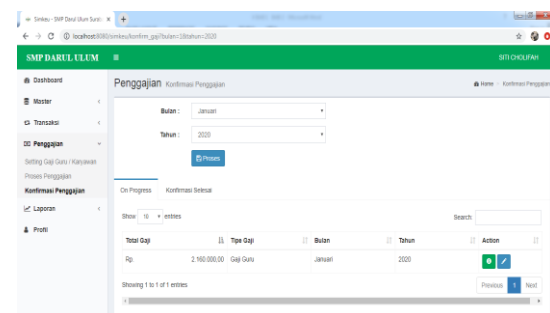 Simkeu - SMP Darul Ulum Surab
localhost:8080/simkeu/konfirm_gaji?bulan=1&tahun=2020
SMP DARUL ULUM
SITI CHOLIFAH
Dashboard
Master
Transaksi
Penggajian
Setting Gaji Guru / Karyawan
Proses Penggajian
Konfirmasi Penggajian
Laporan
Profil
Penggajian Konfirmasi Penggajian
Home - Konfirmasi Penggajian
Bulan : Januari
Tahun : 2020
Proses
On Progress Konfirmasi Selesai
Show 10 entries Search:
Total Gaji Tipe Gaji Bulan Tahun Action
Rp. 2.160.000,00 Gaji Guru Januari 2020
Showing 1 to 1 of 1 entries Previous 1 Next